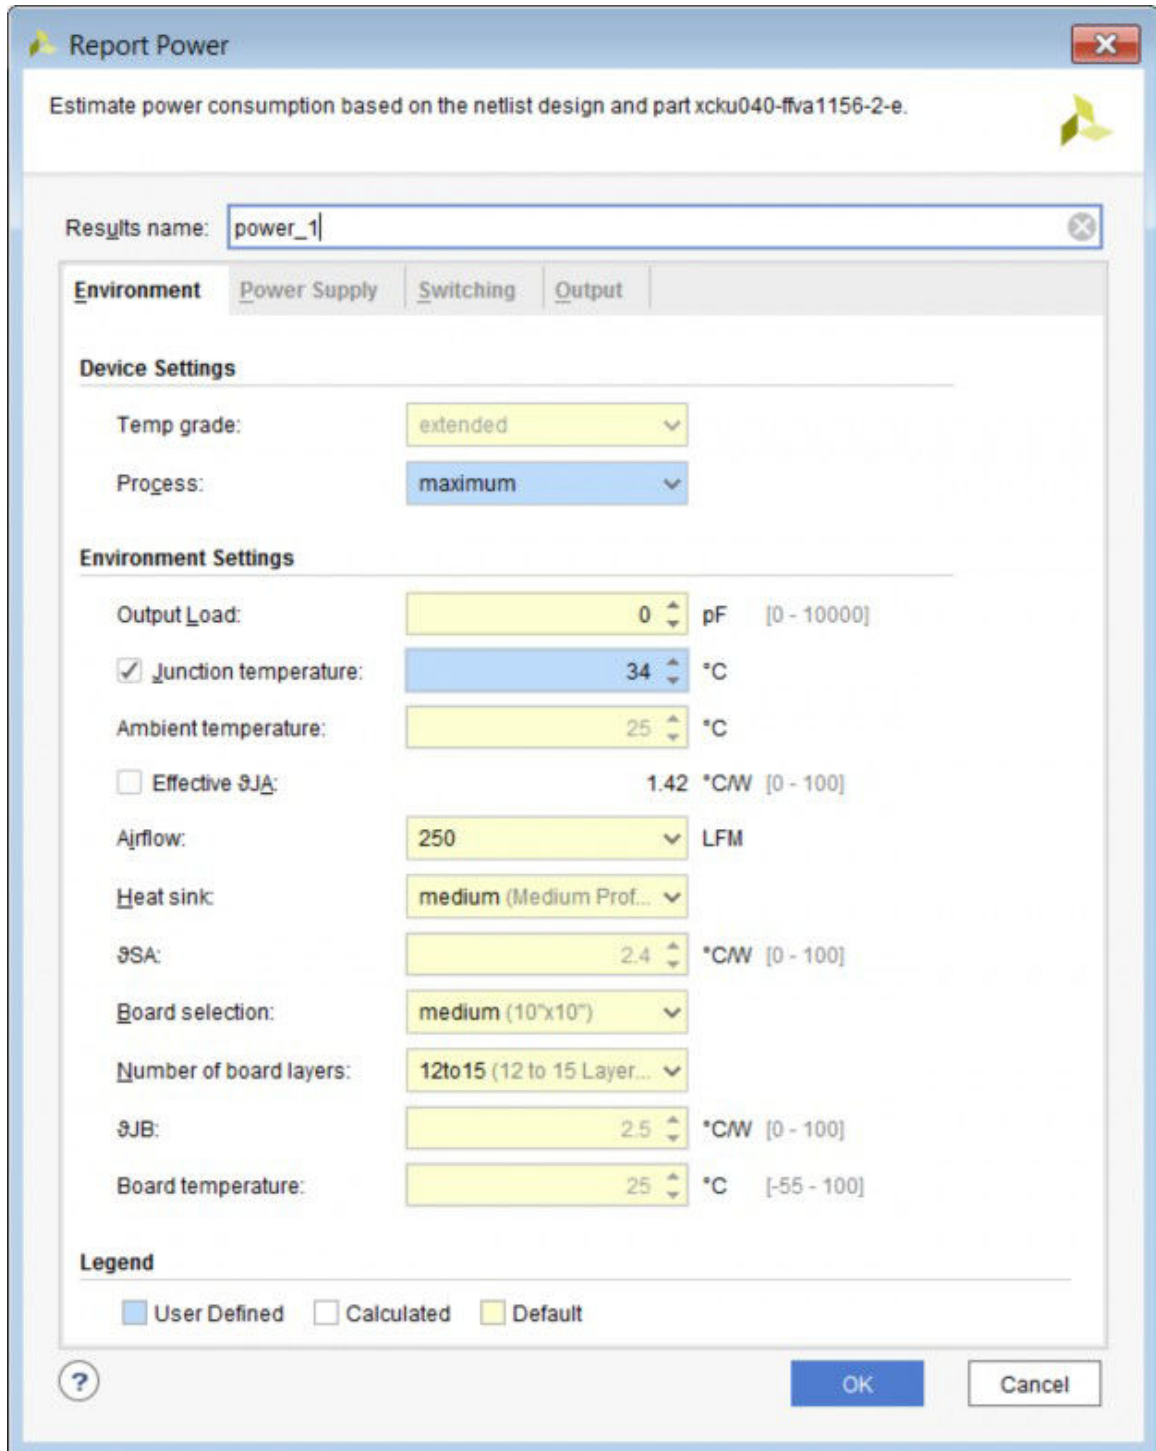 Report Power
Estimate power consumption based on the netlist design and part xcku040-ffva1156-2-e.
Results name: power_1
Environment Power Supply Switching Output
Device Settings
Temp grade: extended
Process: maximum
Environment Settings
Output Load: 0 pF [0 - 10000]
Junction temperature: 34 °C
Ambient temperature: 25 °C
Effective ϑJA: 1.42 °C/W [0 - 100]
Airflow: 250 LFM
Heat sink: medium (Medium Prof...
ϑSA: 2.4 °C/W [0 - 100]
Board selection: medium (10"x10")
Number of board layers: 12to15 (12 to 15 Layer...
ϑJB: 2.5 °C/W [0 - 100]
Board temperature: 25 °C [-55 - 100]
Legend
User Defined Calculated Default
? OK Cancel